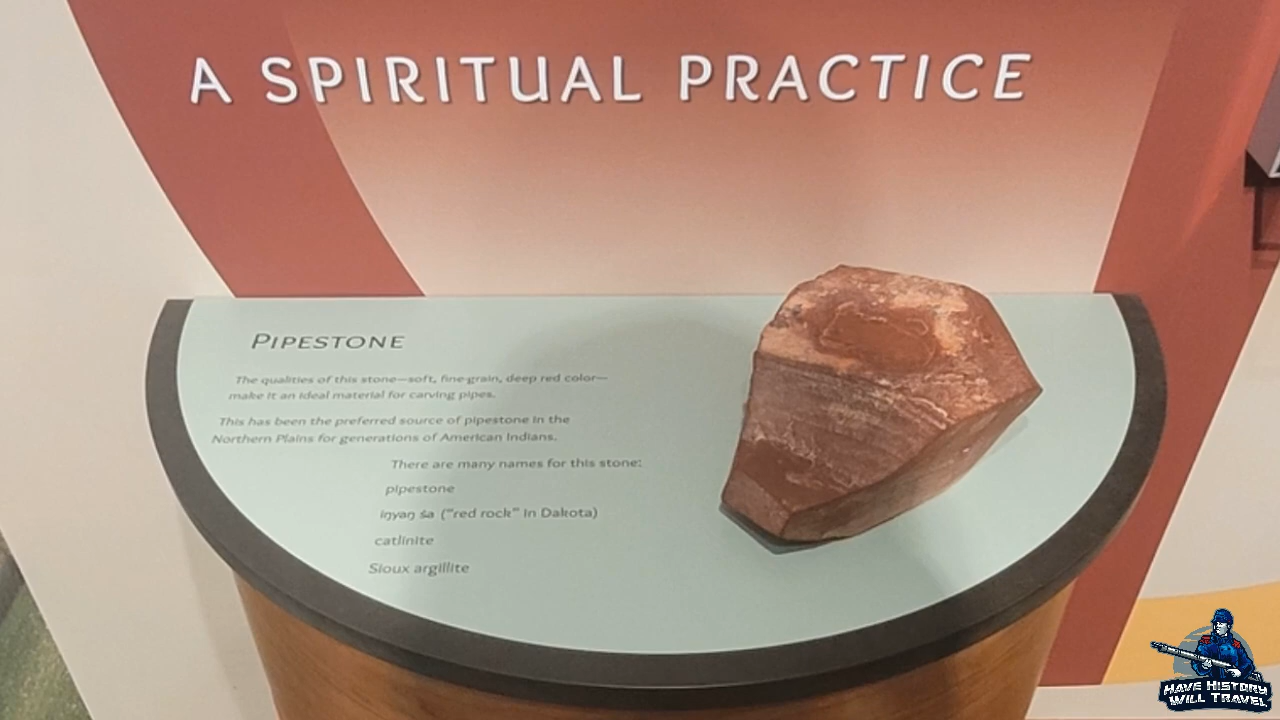 A SPIRITUAL PRACTICE
PIPESTONE
The qualities of this stone—soft, fine-grain, deep red color—
make it an ideal material for carving pipes.
This has been the preferred source of pipestone in the
Northern Plains for generations of American Indians.
There are many names for this stone:
pipestone
iŋyaŋ ṡa ("red rock" in Dakota)
catlinite
Sioux argillite
HAVE HISTORY
WILL TRAVEL